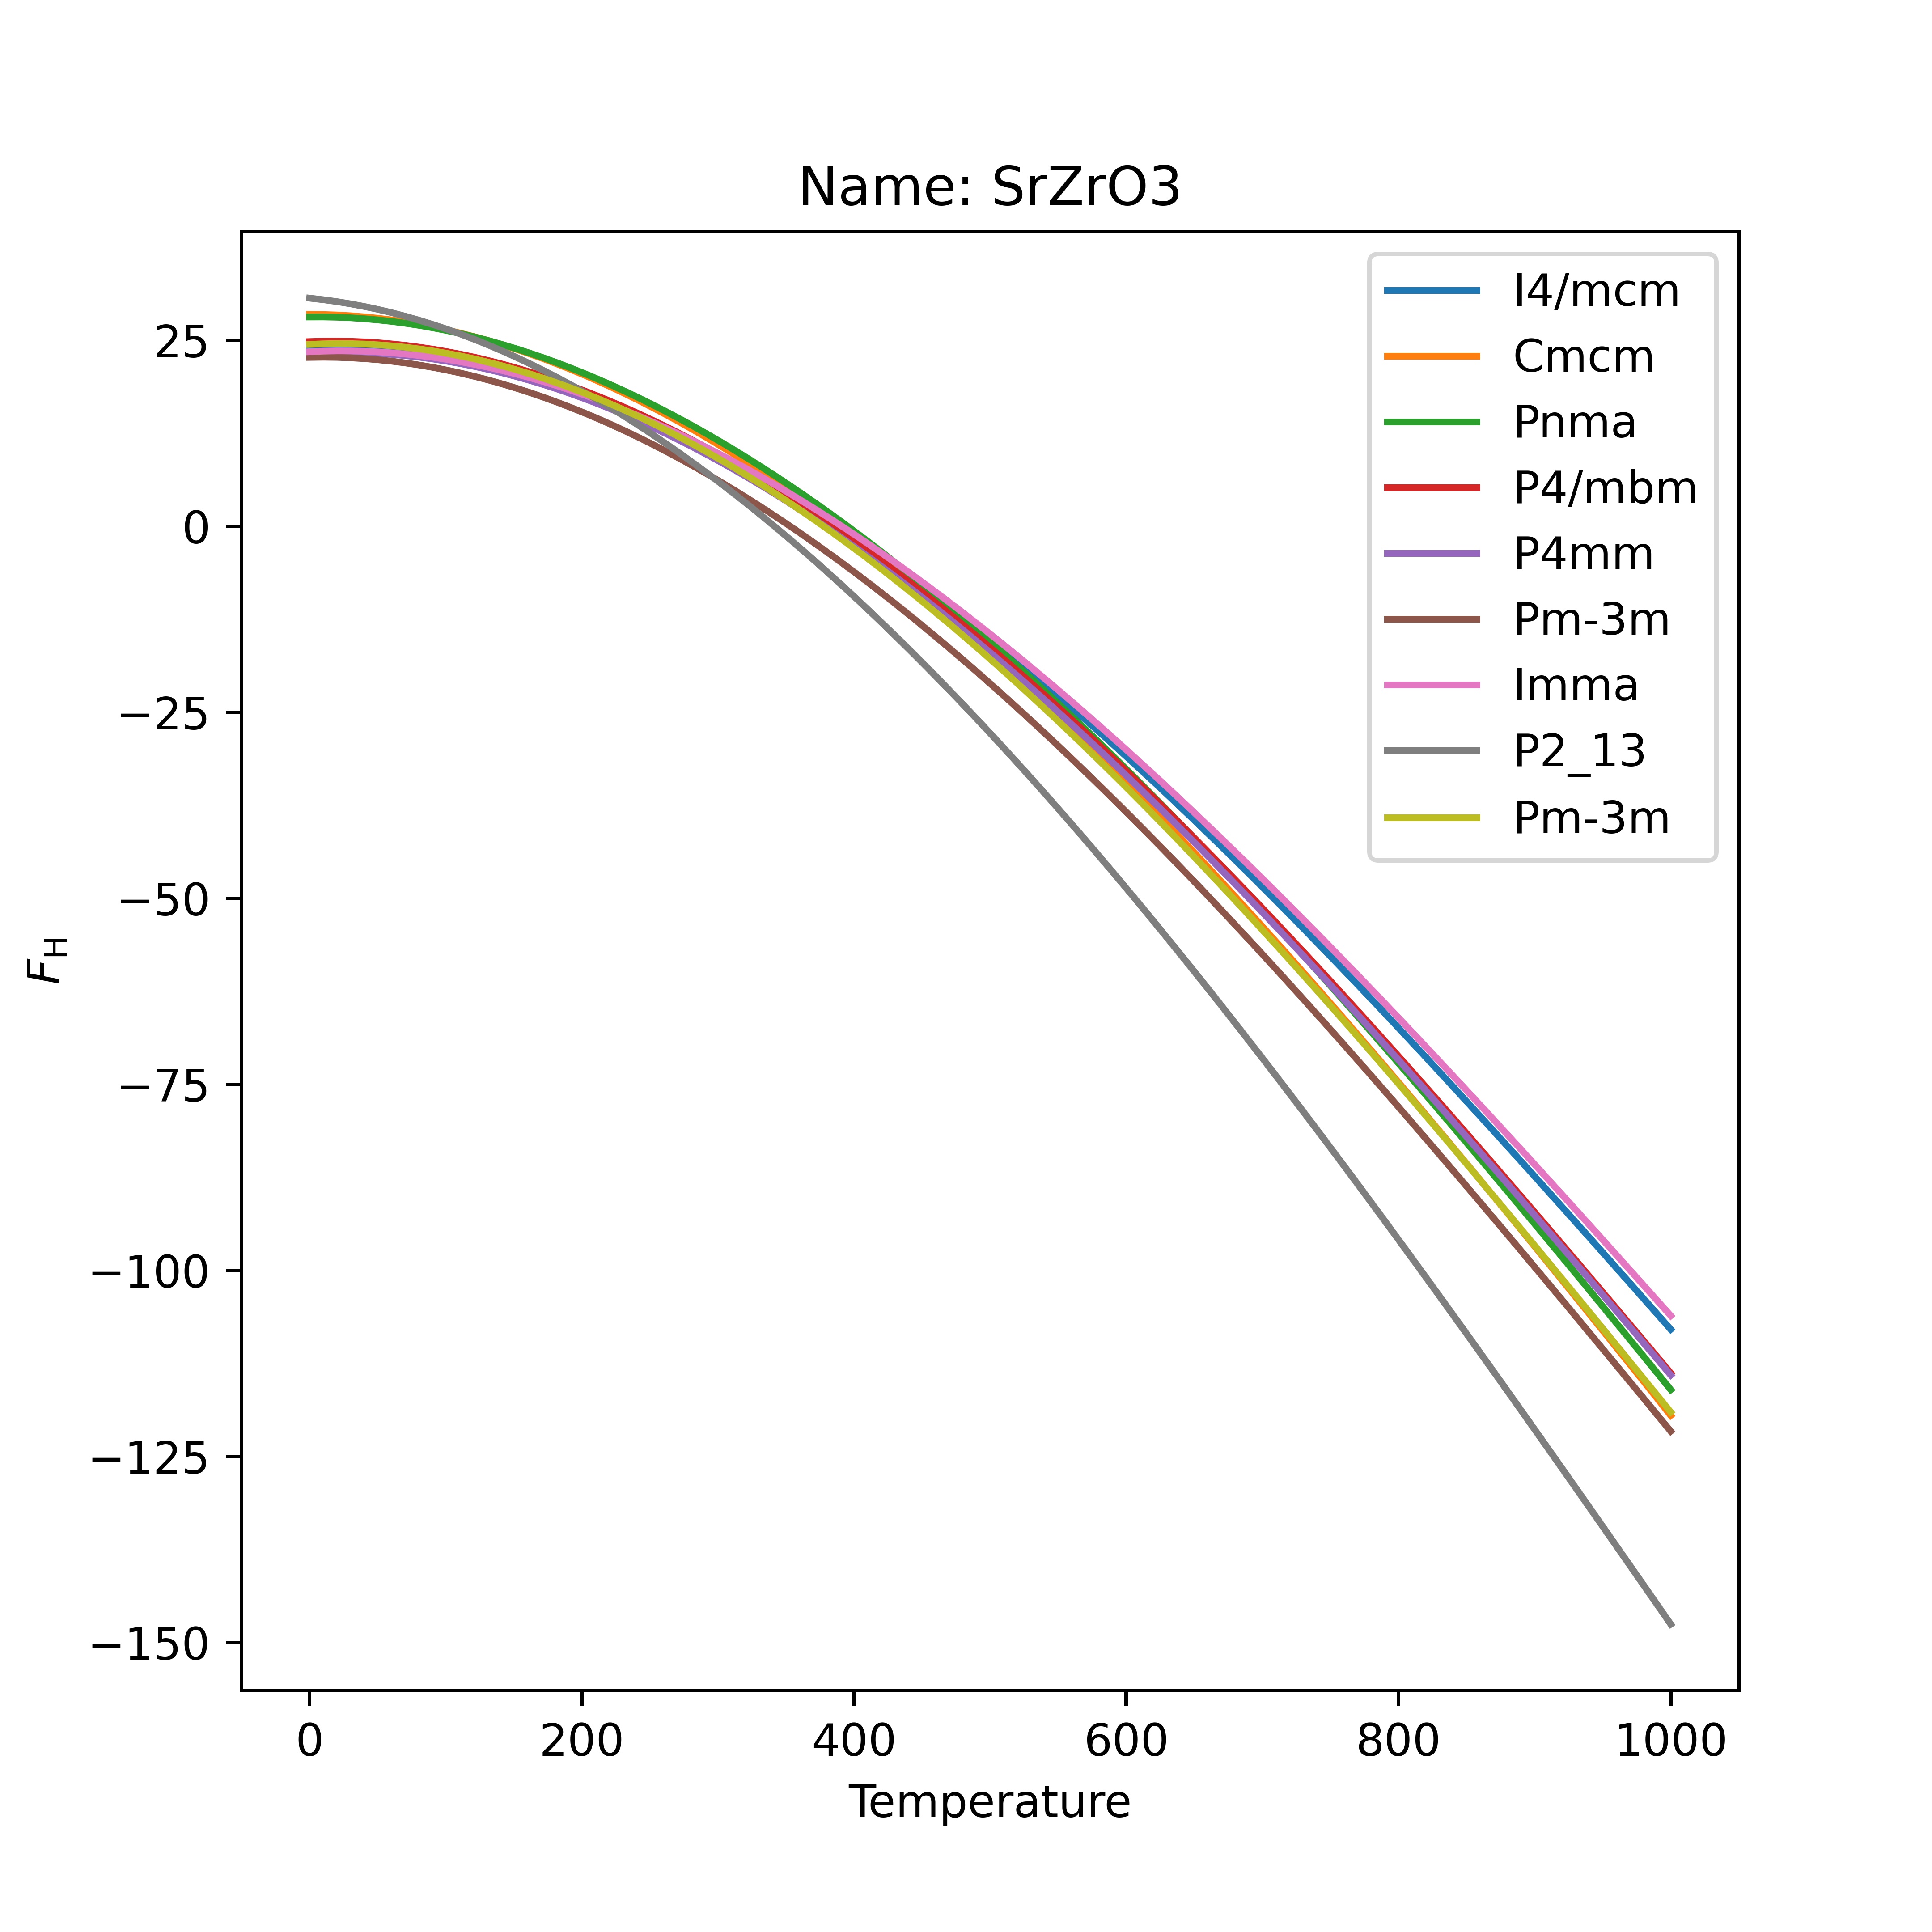 Name: SrZrO3
I4/mcm
Cmcm
Pnma
P4/mbm
P4mm
Pm-3m
Imma
P2_13
Pm-3m
25
0
−25
−50
−75
−100
−125
−150
F_H
0 200 400 600 800 1000
Temperature